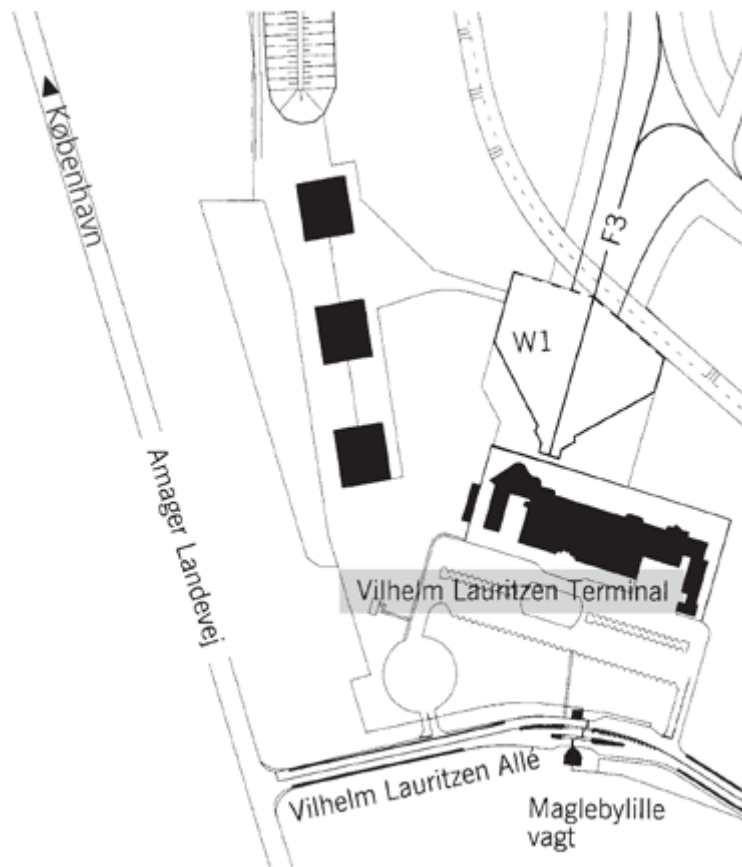 København
F3
W1
Amager Landevej
Vilhelm Lauritzen Terminal
Vilhelm Lauritzen Allé
Maglebylille
vagt